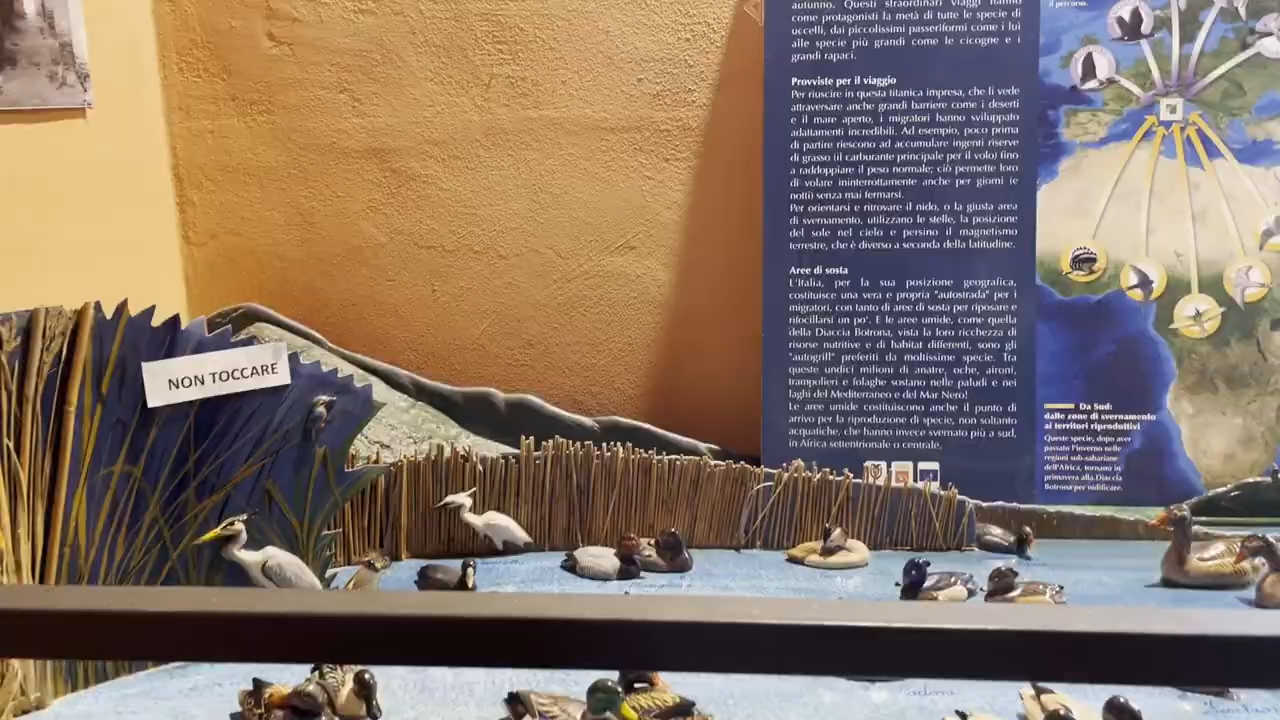 autunno. Questi straordinari viaggi hanno
come protagonisti la metà di tutte le specie di
uccelli, dai piccolissimi passeriformi come i luì
alle specie più grandi come le cicogne e i
grandi rapaci.
Provviste per il viaggio
Per riuscire in questa titanica impresa, che li vede
attraversare anche grandi barriere come i deserti
e il mare aperto, i migratori hanno sviluppato
adattamenti incredibili. Ad esempio, poco prima
di partire riescono ad accumulare ingenti riserve
di grasso (il carburante principale per il volo) fino
a raddoppiare il peso normale; ciò permette loro
di volare ininterrottamente anche per giorni (e
notti) senza mai fermarsi.
Per orientarsi e ritrovare il nido, o la giusta area
di svernamento, utilizzano le stelle, la posizione
del sole nel cielo e persino il magnetismo
terrestre, che è diverso a seconda della latitudine.
Aree di sosta
L'Italia, per la sua posizione geografica,
costituisce una vera e propria "autostrada" per i
migratori, con tanto di aree di sosta per riposare e
rifocillarsi un po'. E le aree umide, come quella
della Diaccia Botrona, vista la loro ricchezza di
risorse nutritive e di habitat differenti, sono gli
"autogrill" preferiti da moltissime specie. Tra
queste undici milioni di anatre, oche, aironi,
trampolieri e folaghe sostano nelle paludi e nei
laghi del Mediterraneo e del Mar Nero!
Le aree umide costituiscono anche il punto di
arrivo per la riproduzione di specie, non soltanto
acquatiche, che hanno invece svernato più a sud,
in Africa settentrionale o centrale.
il percorso.
Da Sud:
dalle zone di svernamento
ai territori riproduttivi
Queste specie, dopo aver
passato l'inverno nelle
regioni sub-sahariane
dell'Africa, tornano in
primavera alla Diaccia
Botrona per nidificare.
NON TOCCARE